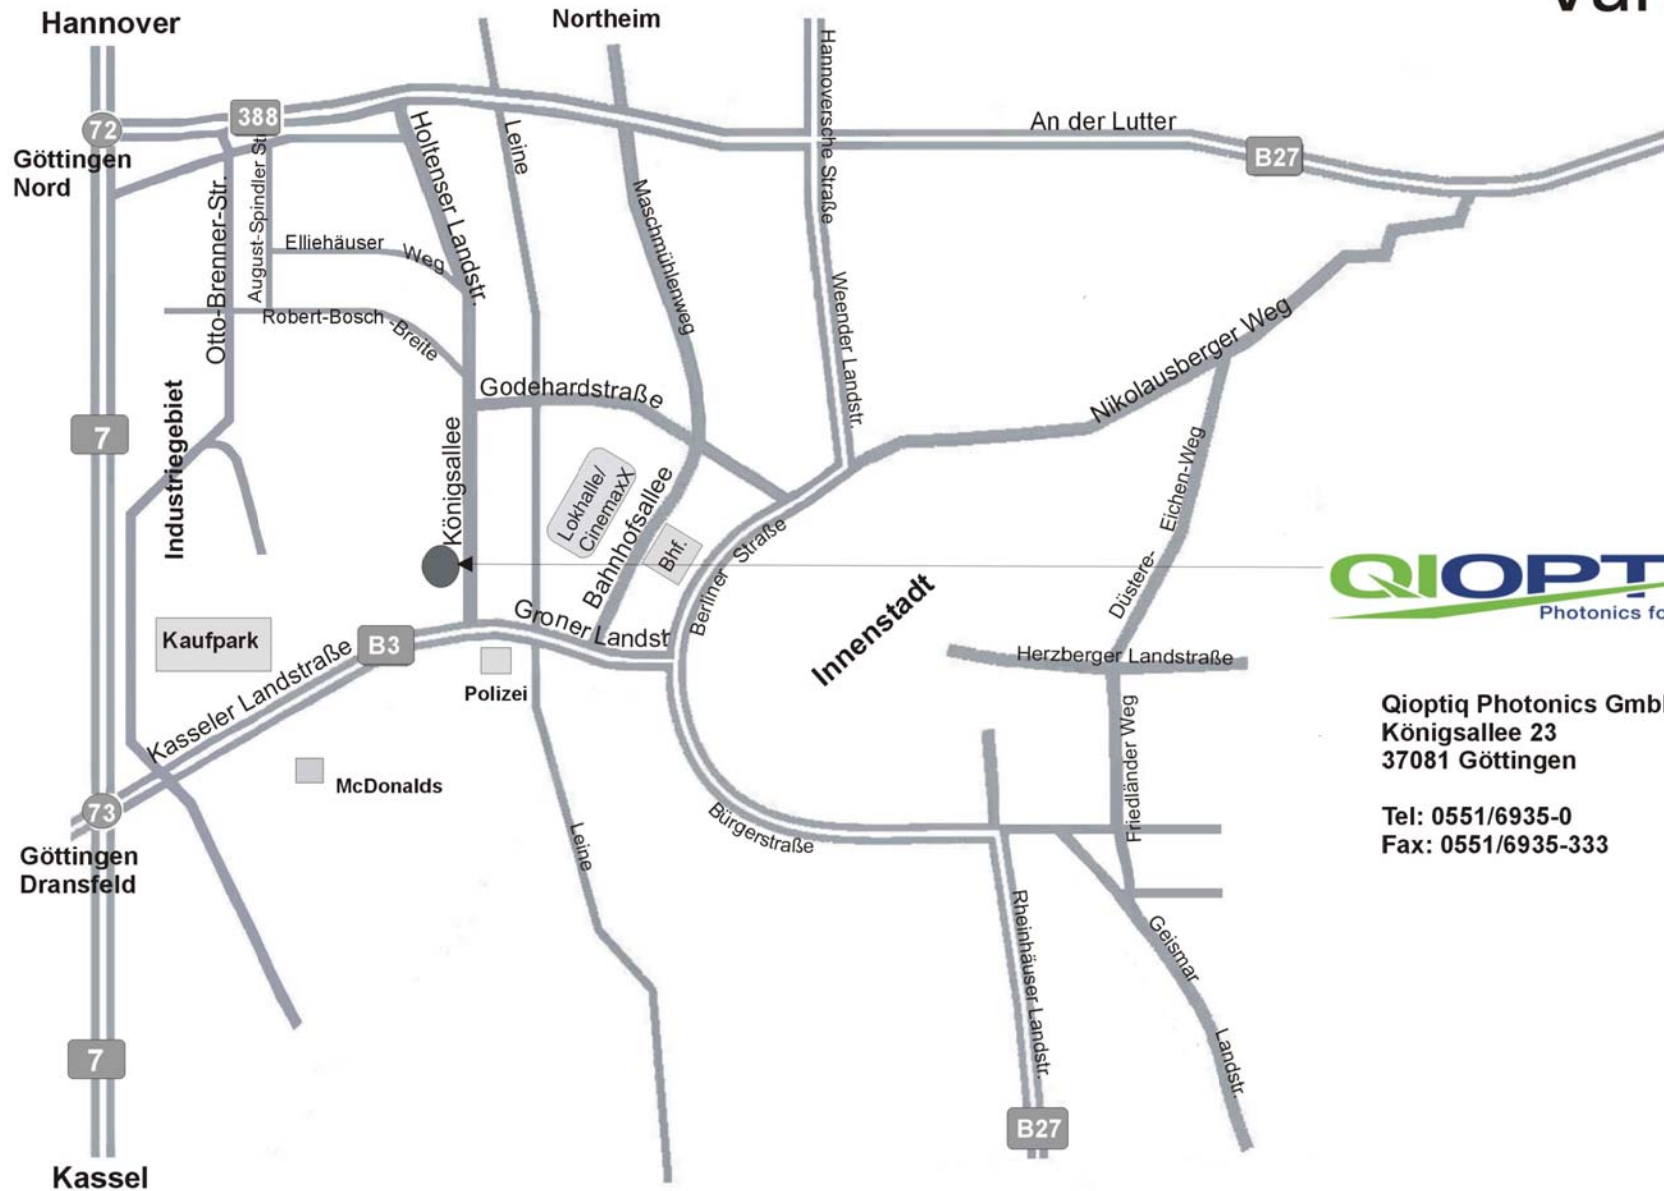 Hannover
Northeim
72
388
Göttingen
Nord
Otto-Brenner-Str.
August-Spindler Str
Holtenser Landstr.
Leine
Maschmühlenweg
Hannoversche Straße
Weender Landstr.
An der Lutter
B27
Elliehäuser Weg
Robert-Bosch-Breite
Godehardstraße
Nikolausberger Weg
7
Industriegebiet
Königsallee
Lokhalle/
CinemaxX
Bahnhofsallee
Bhf.
Berliner Straße
Düstere-Eichen-Weg
QIOPT
Photonics fo
Kaufpark
Kasseler Landstraße
B3
Groner Landst
Polizei
Innenstadt
Herzberger Landstraße
Friedländer Weg
McDonalds
73
Göttingen
Dransfeld
Leine
Bürgerstraße
Rheinhäuser Landstr.
Geismar Landstr.
7
B27
Kassel
Qioptiq Photonics Gmb
Königsallee 23
37081 Göttingen
Tel: 0551/6935-0
Fax: 0551/6935-333